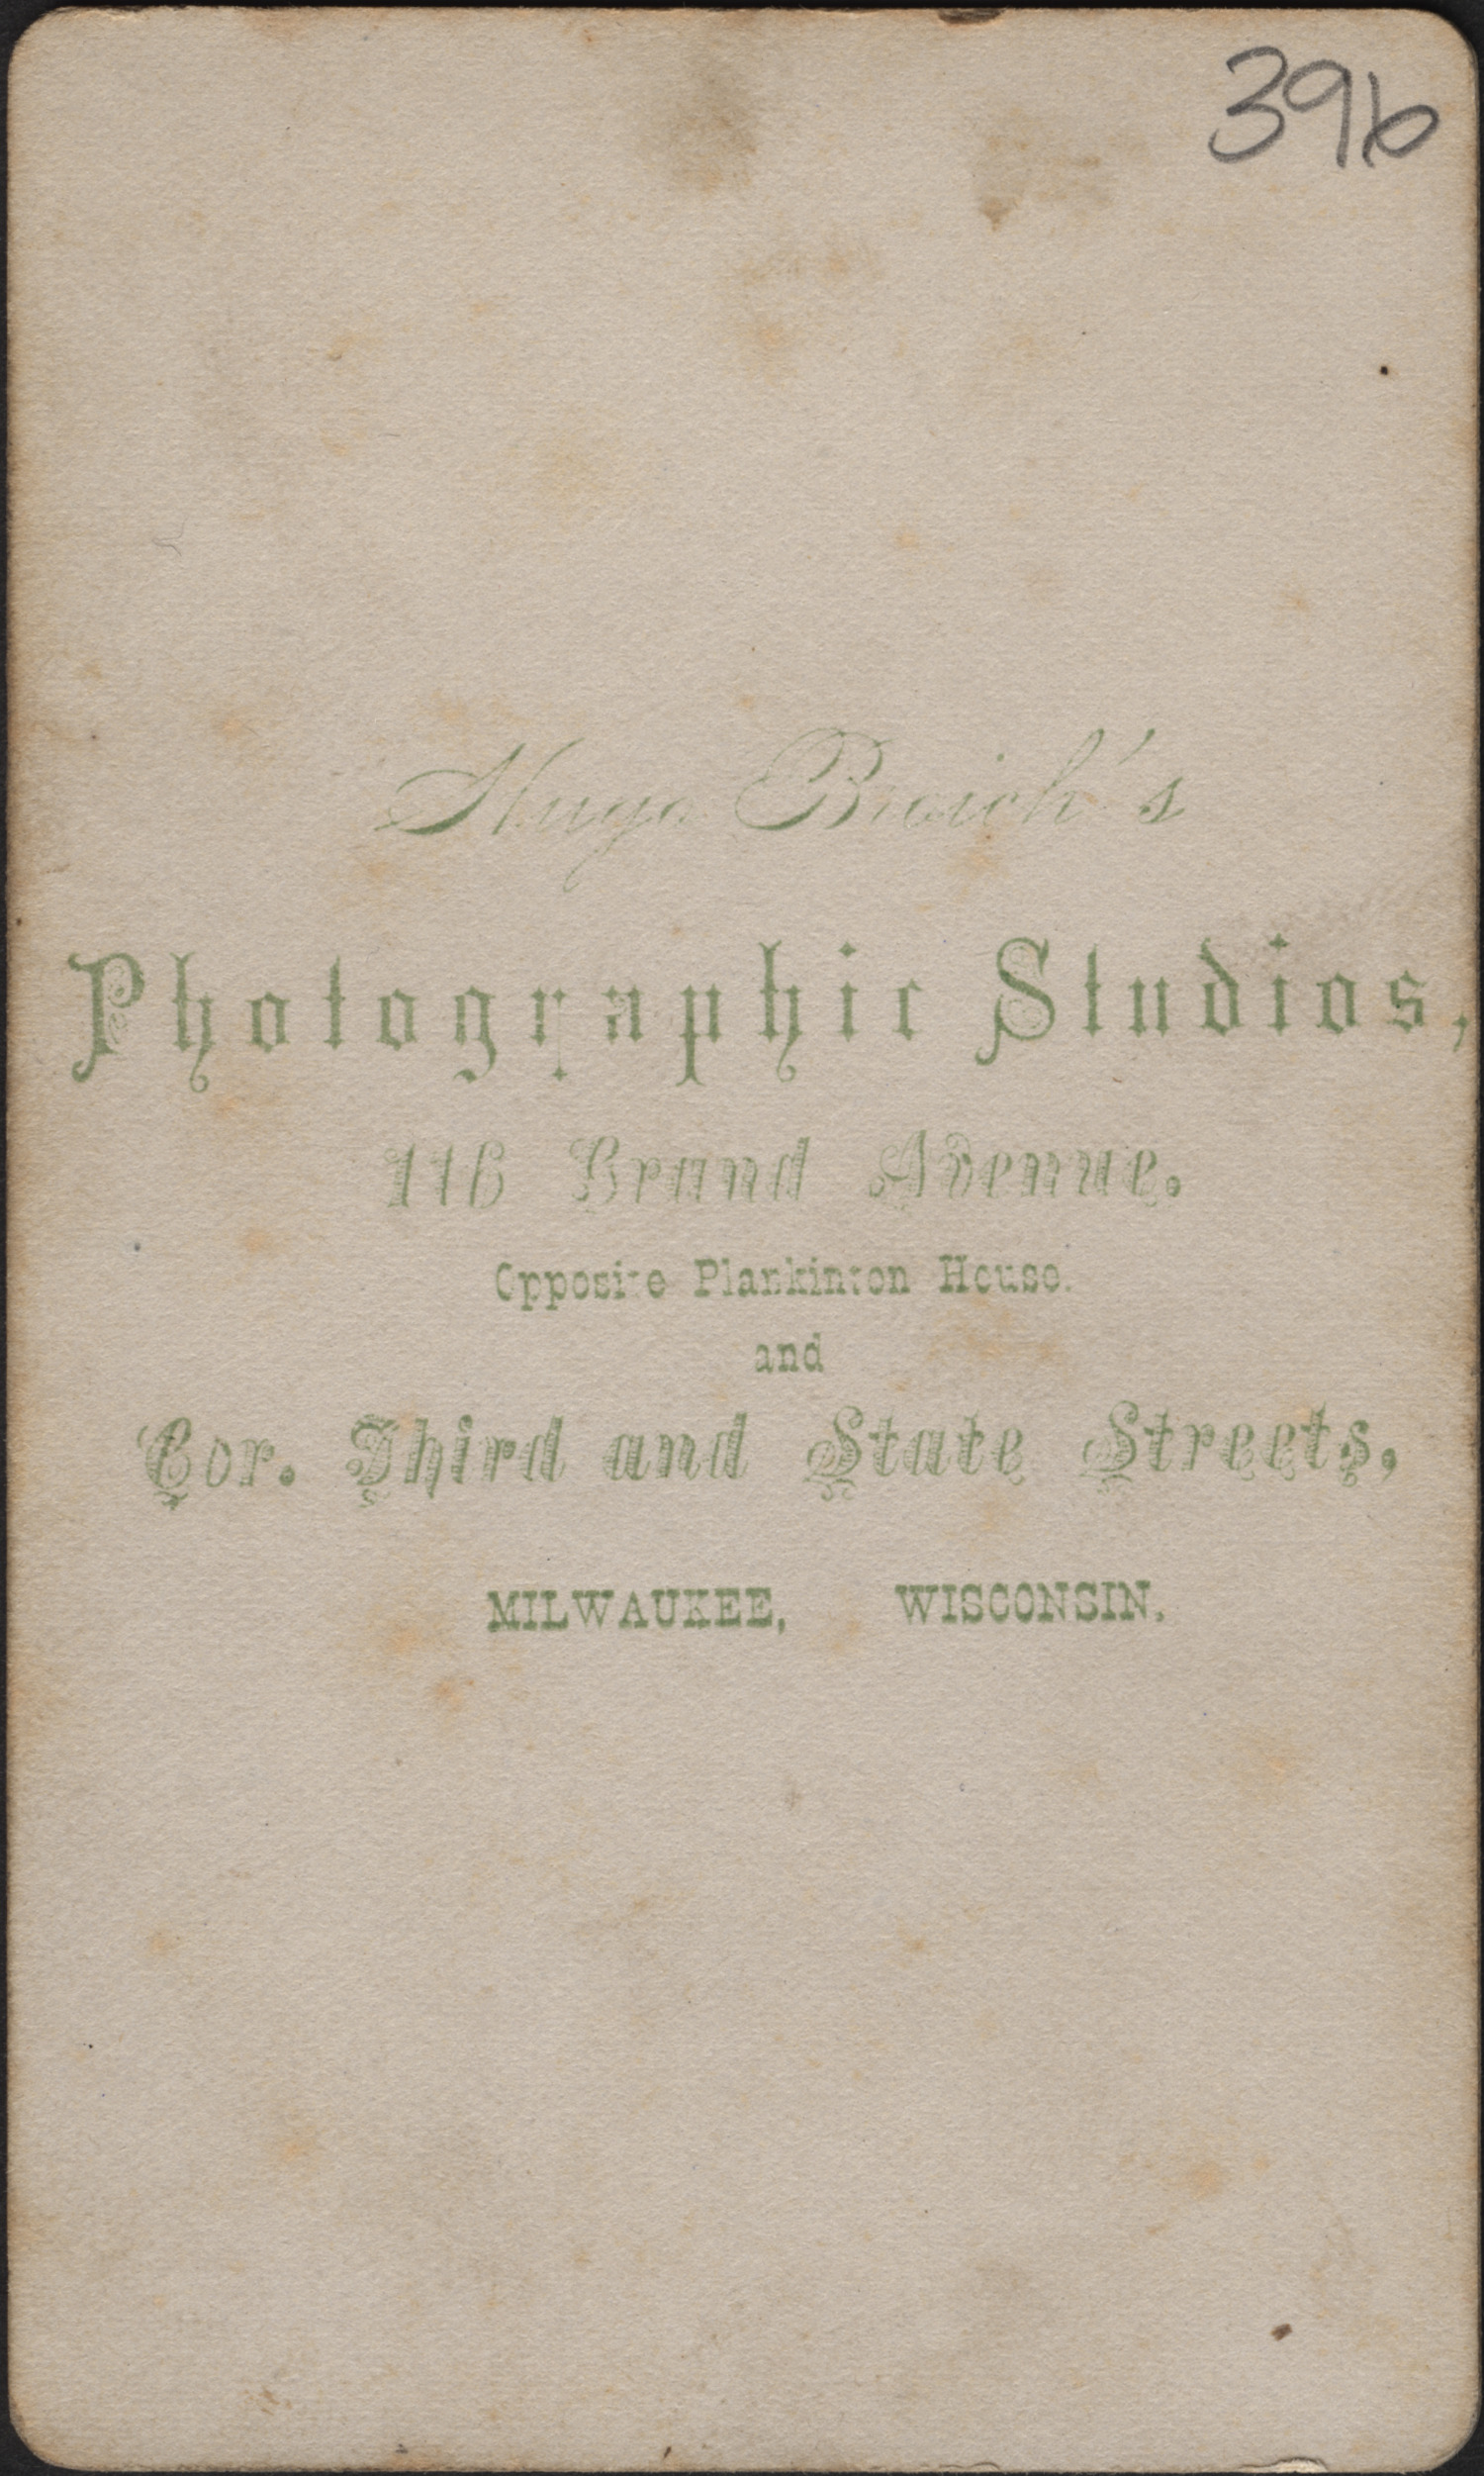 396
Hugo Broich's
Photographic Studios,
116 Grand Avenue.
Opposite Plankinton House.
and
Cor. Third and State Streets,
MILWAUKEE, WISCONSIN.